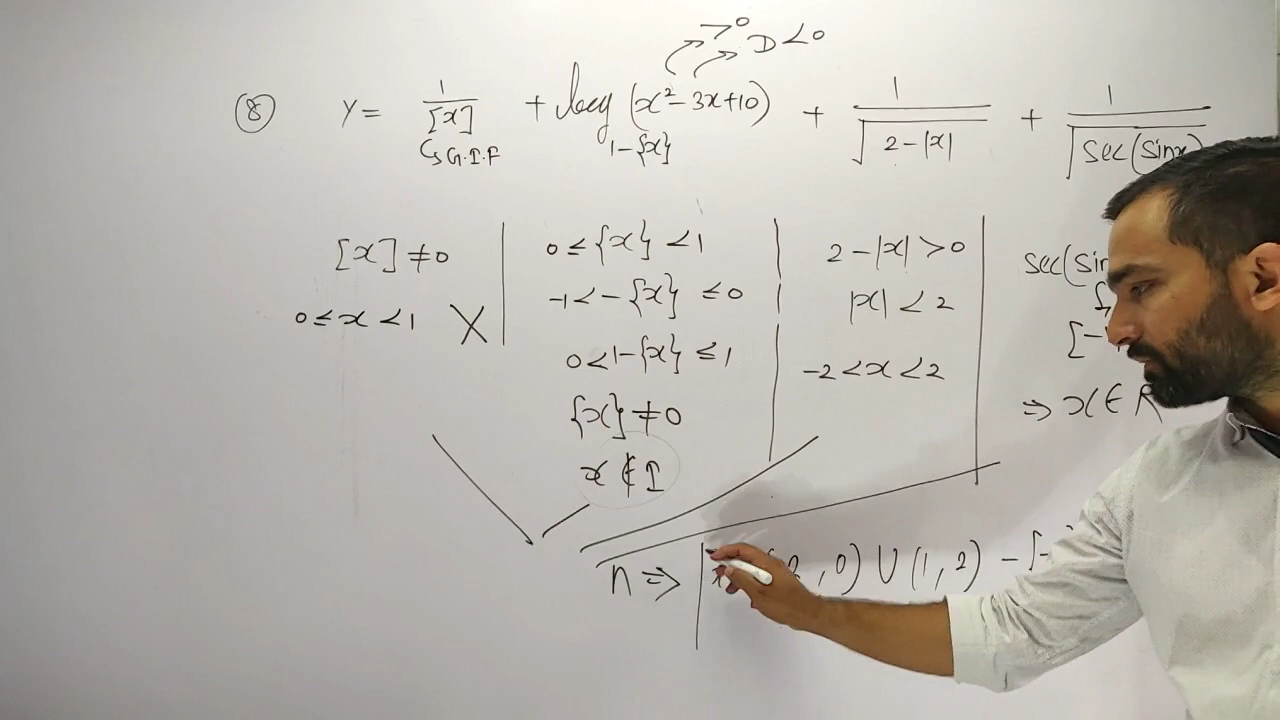 >0 D<0
⑧ Y = 1/[x] + log (x² - 3x + 10) + 1/√(2-|x|) + 1/√(sec(sinx)
↳ G.I.F 1-{x}
[x] ≠ 0
0 ≤ x < 1 X
0 ≤ {x} < 1
-1 < -{x} ≤ 0
0 < 1-{x} ≤ 1
{x} ≠ 0
x ∉ I
2-|x| > 0
|x| < 2
-2 < x < 2
sec(sin
[-1
⇒ x ∈ R
∩ ⇒ 2, 0) ∪ (1, 2) - {-